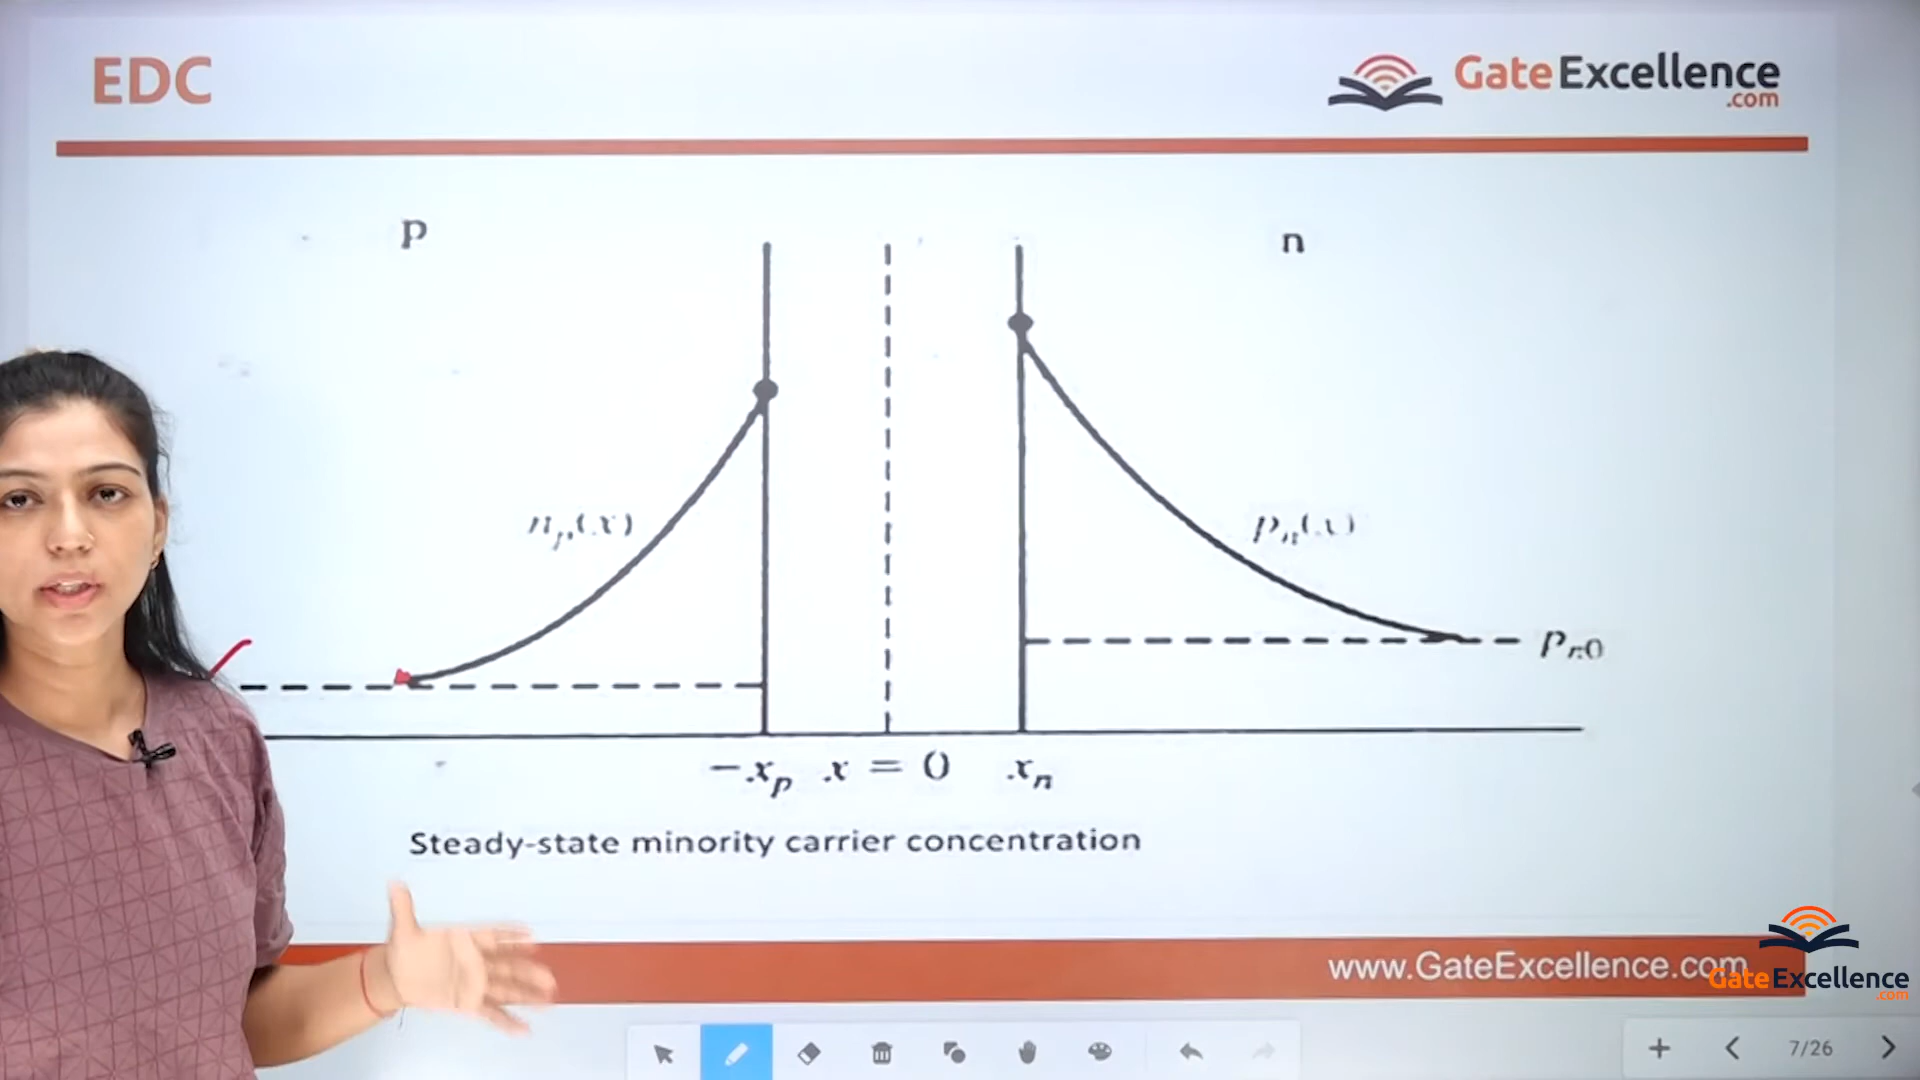 EDC
GateExcellence
.com
p
n
n_p(x)
p_n(x)
p_n0
−x_p x = 0 x_n
Steady-state minority carrier concentration
www.GateExcellence.com
GateExcellence
.com
7/26